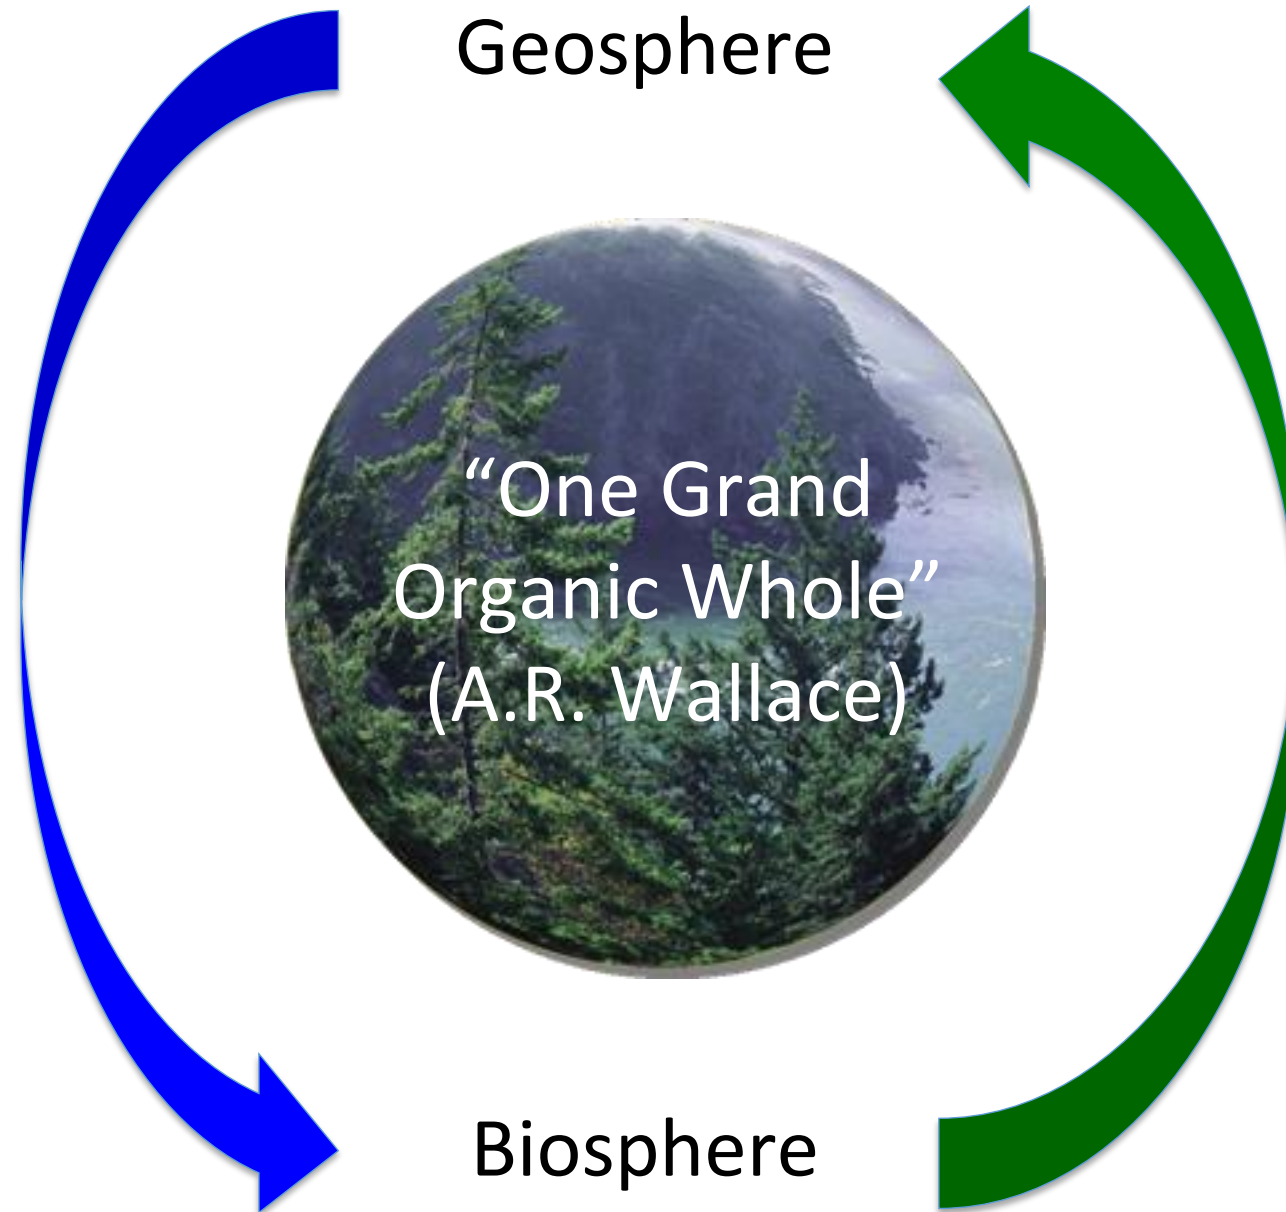 Geosphere
“One Grand
Organic Whole”
(A.R. Wallace)
Biosphere